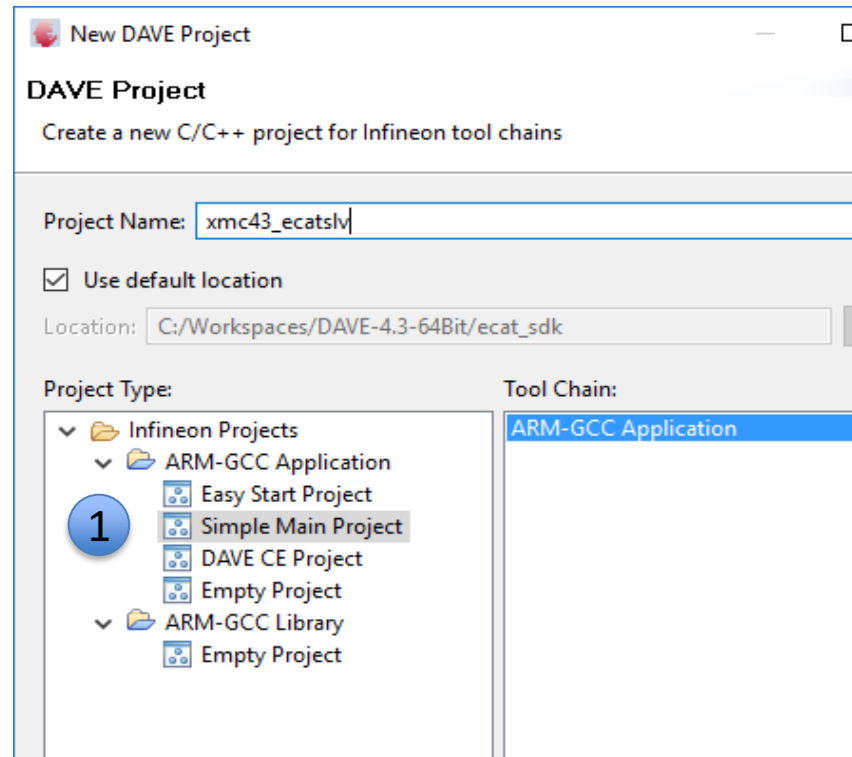 New DAVE Project
DAVE Project
Create a new C/C++ project for Infineon tool chains
Project Name: xmc43_ecatslv
Use default location
Location: C:/Workspaces/DAVE-4.3-64Bit/ecat_sdk
Project Type: Tool Chain:
Infineon Projects ARM-GCC Application
ARM-GCC Application
Easy Start Project
1 Simple Main Project
DAVE CE Project
Empty Project
ARM-GCC Library
Empty Project